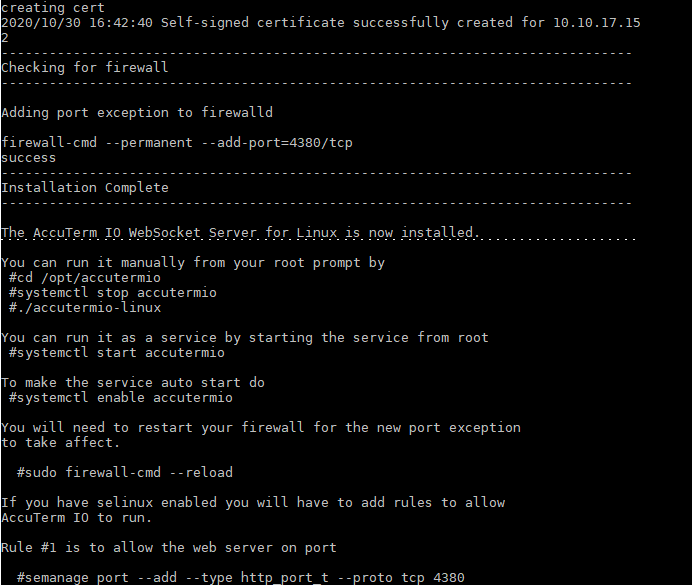 creating cert
2020/10/30 16:42:40 Self-signed certificate successfully created for 10.10.17.15
2
-------------------------------------------------------------------------------
Checking for firewall
-------------------------------------------------------------------------------
Adding port exception to firewalld
firewall-cmd --permanent --add-port=4380/tcp
success
-------------------------------------------------------------------------------
Installation Complete
-------------------------------------------------------------------------------
The AccuTerm IO WebSocket Server for Linux is now installed.
You can run it manually from your root prompt by
#cd /opt/accutermio
#systemctl stop accutermio
#./accutermio-linux
You can run it as a service by starting the service from root
#systemctl start accutermio
To make the service auto start do
#systemctl enable accutermio
You will need to restart your firewall for the new port exception
to take affect.
#sudo firewall-cmd --reload
If you have selinux enabled you will have to add rules to allow
AccuTerm IO to run.
Rule #1 is to allow the web server on port
#semanage port --add --type http_port_t --proto tcp 4380